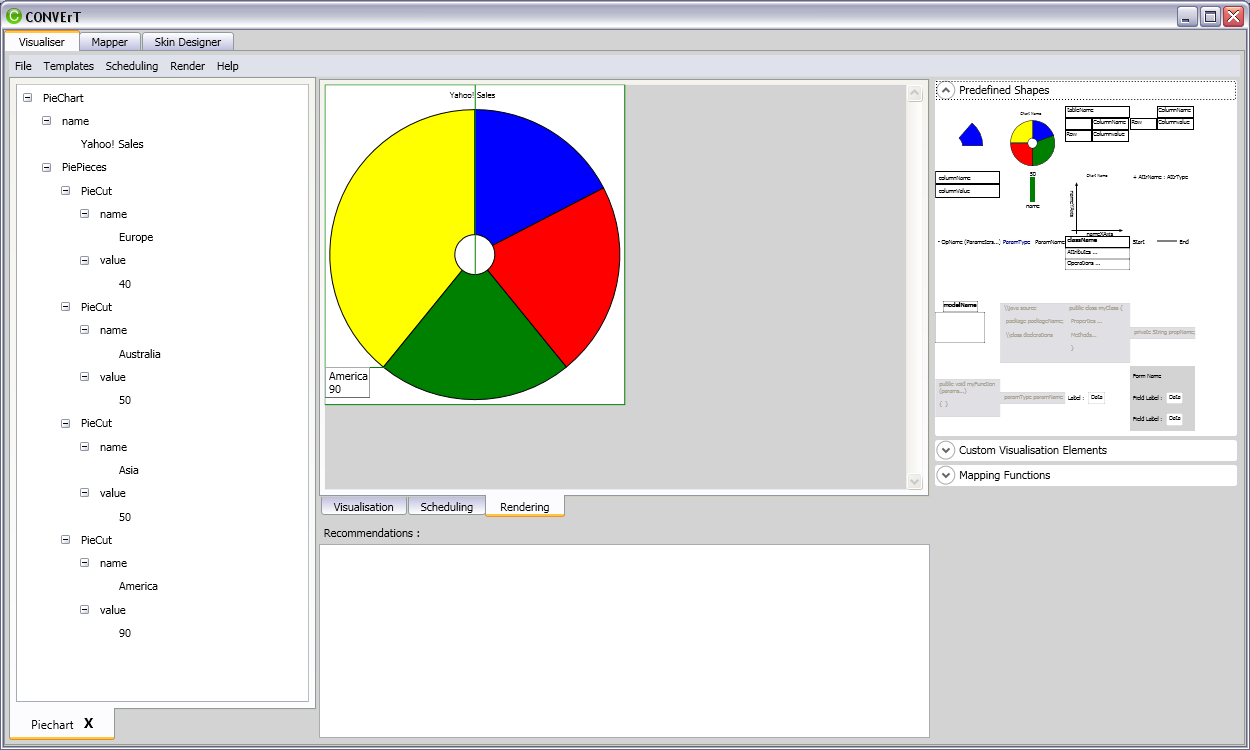 CONVErT
Visualiser Mapper Skin Designer
File Templates Scheduling Render Help
PieChart
name
Yahoo! Sales
PiePieces
PieCut
name
Europe
value
40
PieCut
name
Australia
value
50
PieCut
name
Asia
value
50
PieCut
name
America
value
90
Piechart X
Yahoo! Sales
America
90
Visualisation Scheduling Rendering
Recommendations :
Predefined Shapes
Chart Name
tableName ColumnName
ColumnName Row Columnvalue
Row Columnvalue
columnName
columnValue
50
name
Chart Name
nameYAxis
nameXAxis
+ AttrName : AttrType
- OpName (Parameters...) ParamType ParamName
className
Attributes ...
Operations ...
Start End
modelName
\\java source:
package packageName;
\\class declarations
public class myClass {
Properties ...
Methods...
}
private String propName;
public void myFunction
(params...)
{ }
paramType paramName
Label : Data
Form Name
Field Label : Data
Field Label : Data
Custom Visualisation Elements
Mapping Functions